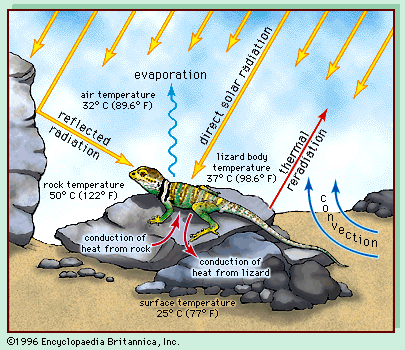 evaporation
air temperature
32° C (89.6° F)
direct solar radiation
reflected
radiation
lizard body
temperature
37° C (98.6° F)
thermal
reradiation
rock temperature
50° C (122° F)
convection
conduction of
heat from rock
conduction of
heat from lizard
surface temperature
25° C (77° F)
©1996 Encyclopaedia Britannica, Inc.